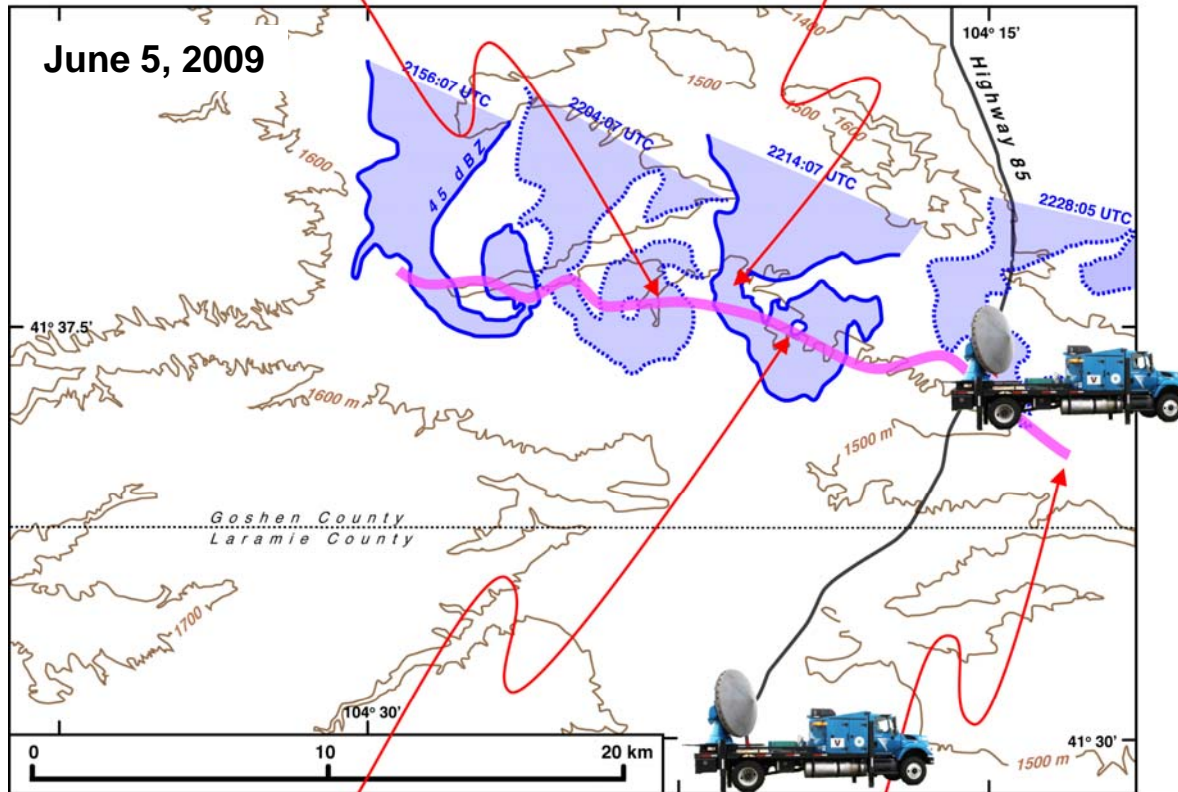 June 5, 2009
104° 15'
1400
1500
Highway 85
2156:07 UTC
2204:07 UTC
1500
1600
2214:07 UTC
1600
45 dBZ
2228:05 UTC
41° 37.5'
1600 m
1500 m
Goshen County
Laramie County
1700
104° 30'
0 10 20 km
41° 30'
1500 m